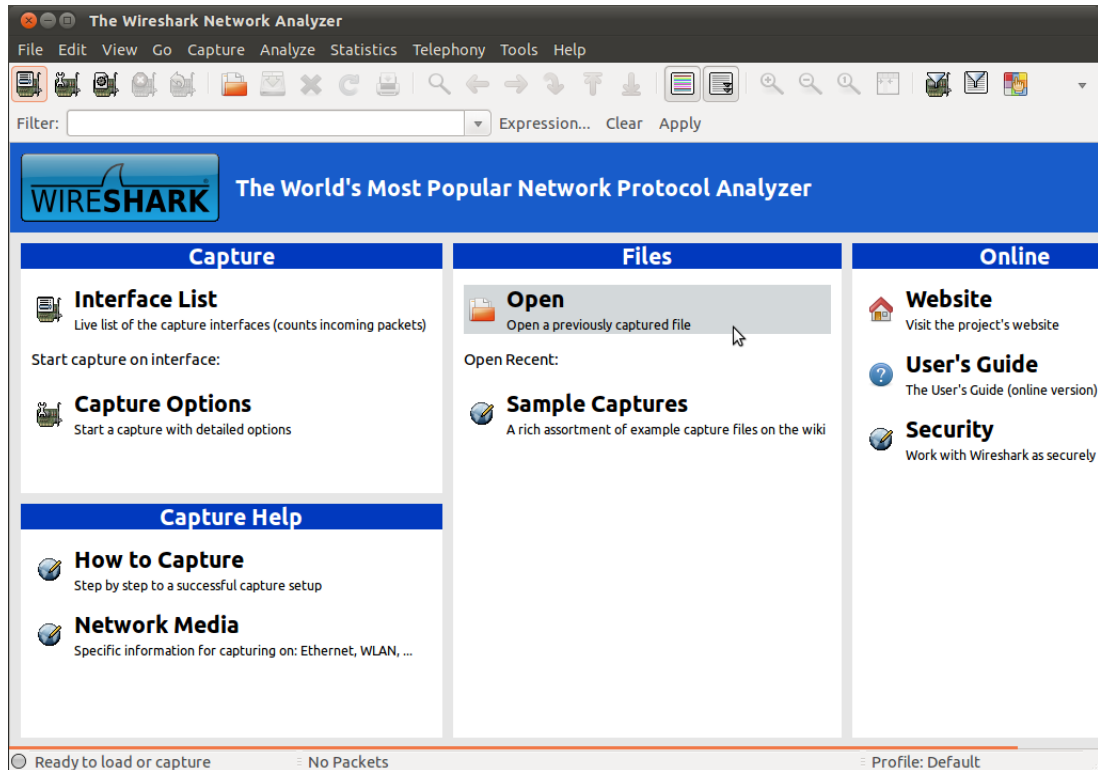 The Wireshark Network Analyzer
File Edit View Go Capture Analyze Statistics Telephony Tools Help
Filter: Expression... Clear Apply
WIRESHARK
The World's Most Popular Network Protocol Analyzer
Capture
Interface List
Live list of the capture interfaces (counts incoming packets)
Start capture on interface:
Capture Options
Start a capture with detailed options
Capture Help
How to Capture
Step by step to a successful capture setup
Network Media
Specific information for capturing on: Ethernet, WLAN, ...
Files
Open
Open a previously captured file
Open Recent:
Sample Captures
A rich assortment of example capture files on the wiki
Online
Website
Visit the project's website
User's Guide
The User's Guide (online version)
Security
Work with Wireshark as securely
Ready to load or capture
No Packets
Profile: Default